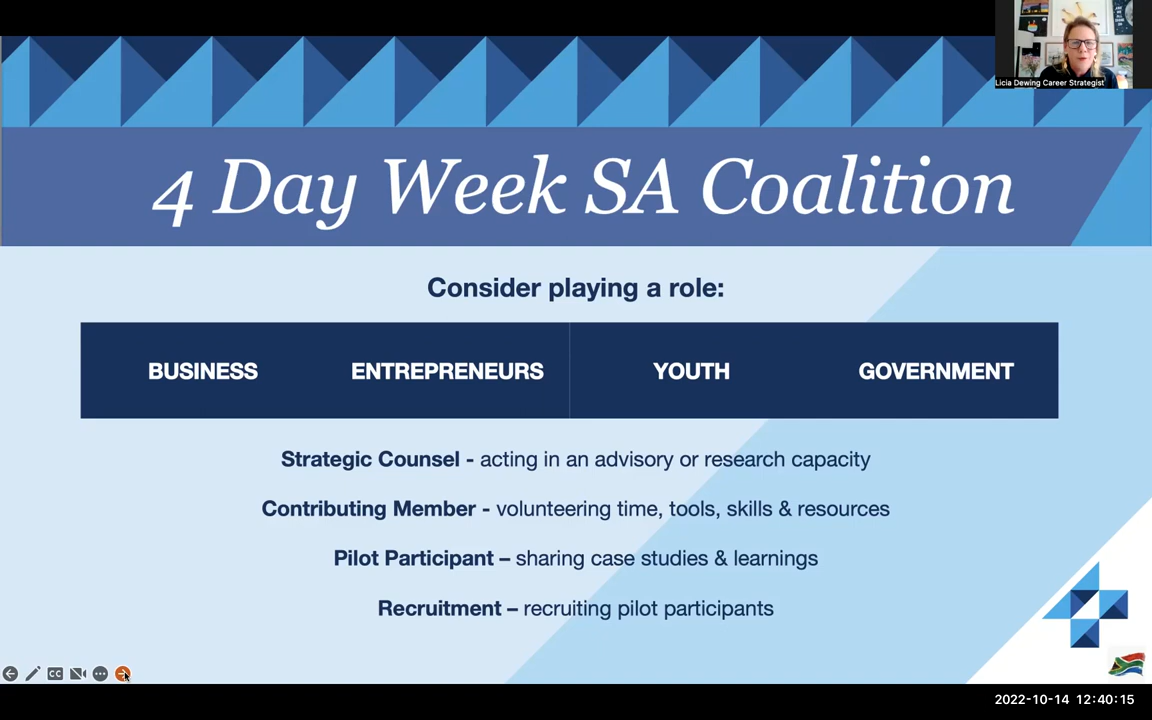 Licia Dewing Career Strategist
4 Day Week SA Coalition
Consider playing a role:
BUSINESS ENTREPRENEURS YOUTH GOVERNMENT
Strategic Counsel - acting in an advisory or research capacity
Contributing Member - volunteering time, tools, skills & resources
Pilot Participant – sharing case studies & learnings
Recruitment – recruiting pilot participants
CC
2022-10-14 12:40:15